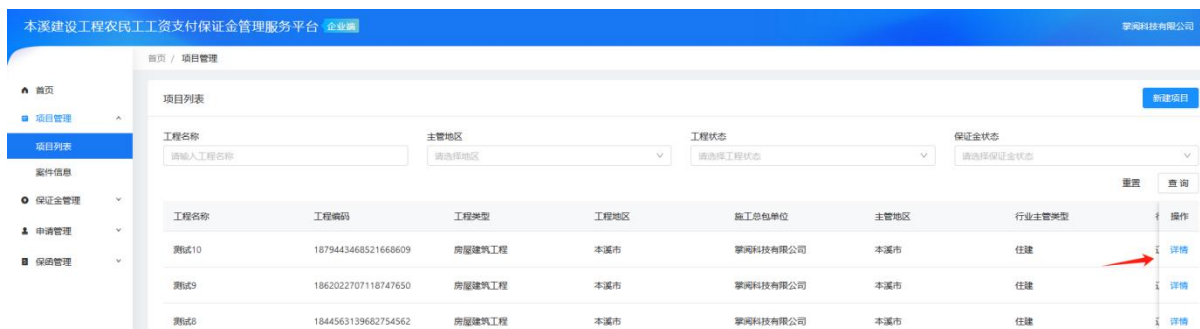 本溪建设工程农民工工资支付保证金管理服务平台 企业端 掌阅科技有限公司
首页 / 项目管理
首页
项目管理
项目列表
案件信息
保证金管理
申请管理
保函管理
项目列表 新建项目
工程名称 主管地区 工程状态 保证金状态
请输入工程名称 请选择地区 请选择工程状态 请选择保证金状态
重置 查询
工程名称 工程编码 工程类型 工程地区 施工总包单位 主管地区 行业主管类型 操作
测试10 1879443468521668609 房屋建筑工程 本溪市 掌阅科技有限公司 本溪市 住建 详情
测试9 1862022707118747650 房屋建筑工程 本溪市 掌阅科技有限公司 本溪市 住建 详情
测试8 1844563139682754562 房屋建筑工程 本溪市 掌阅科技有限公司 本溪市 住建 详情